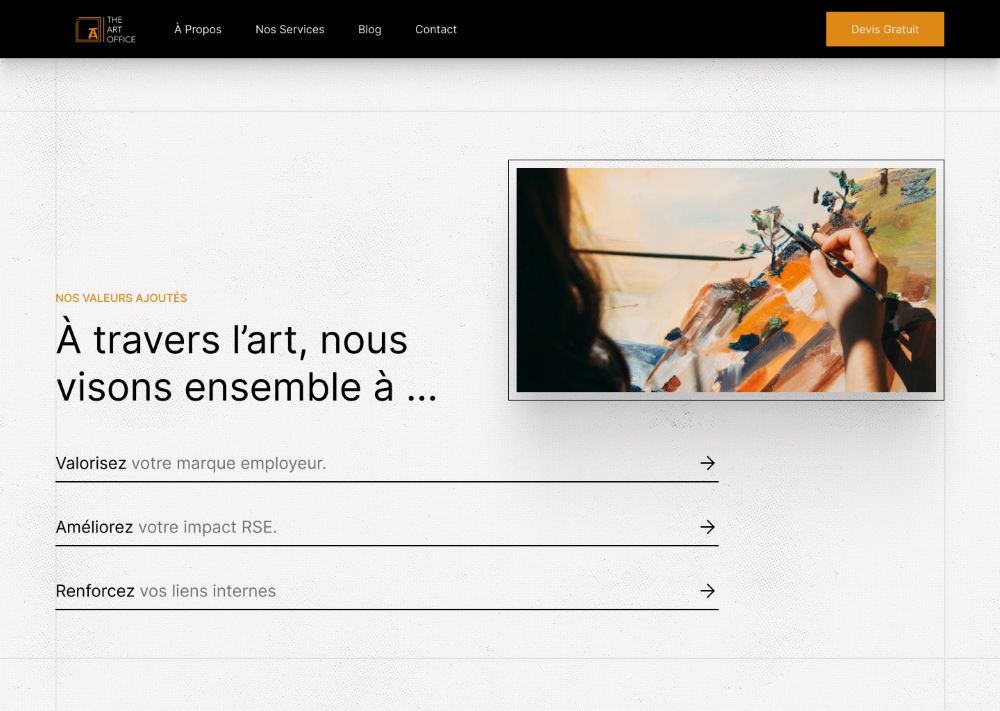 THE
ART
OFFICE
À Propos
Nos Services
Blog
Contact
Devis Gratuit
NOS VALEURS AJOUTÉS
À travers l’art, nous
visons ensemble à ...
Valorisez votre marque employeur.
Améliorez votre impact RSE.
Renforcez vos liens internes